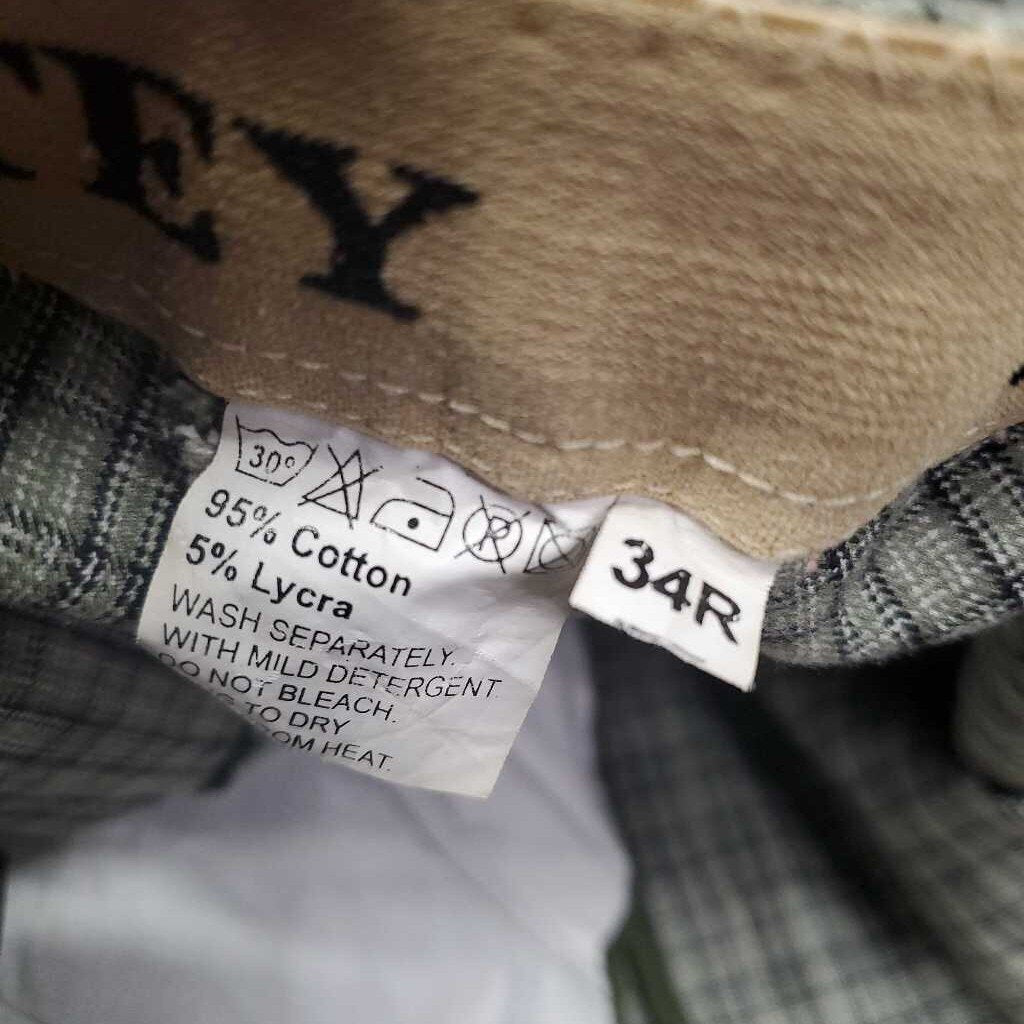 EY
30°
95% Cotton
5% Lycra
WASH SEPARATELY.
WITH MILD DETERGENT
DO NOT BLEACH.
TO DRY
HEAT.
34R